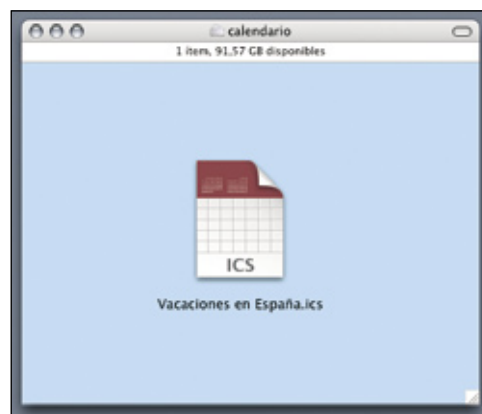 calendario
1 ítem, 91,57 GB disponibles
ICS
Vacaciones en España.ics